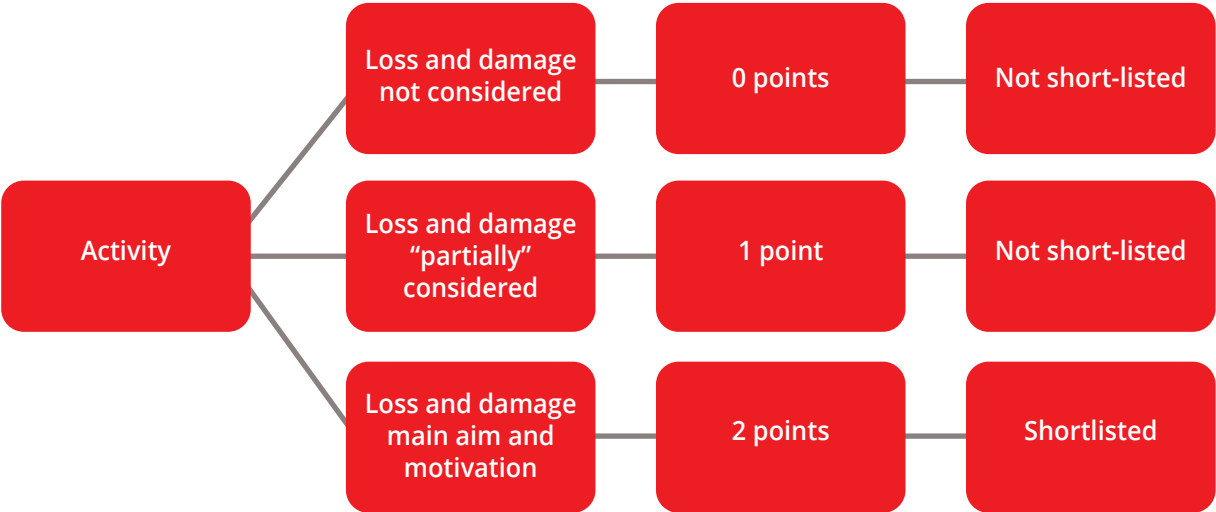 Loss and damage
not considered
0 points
Not short-listed
Activity
Loss and damage
“partially”
considered
1 point
Not short-listed
Loss and damage
main aim and
motivation
2 points
Shortlisted